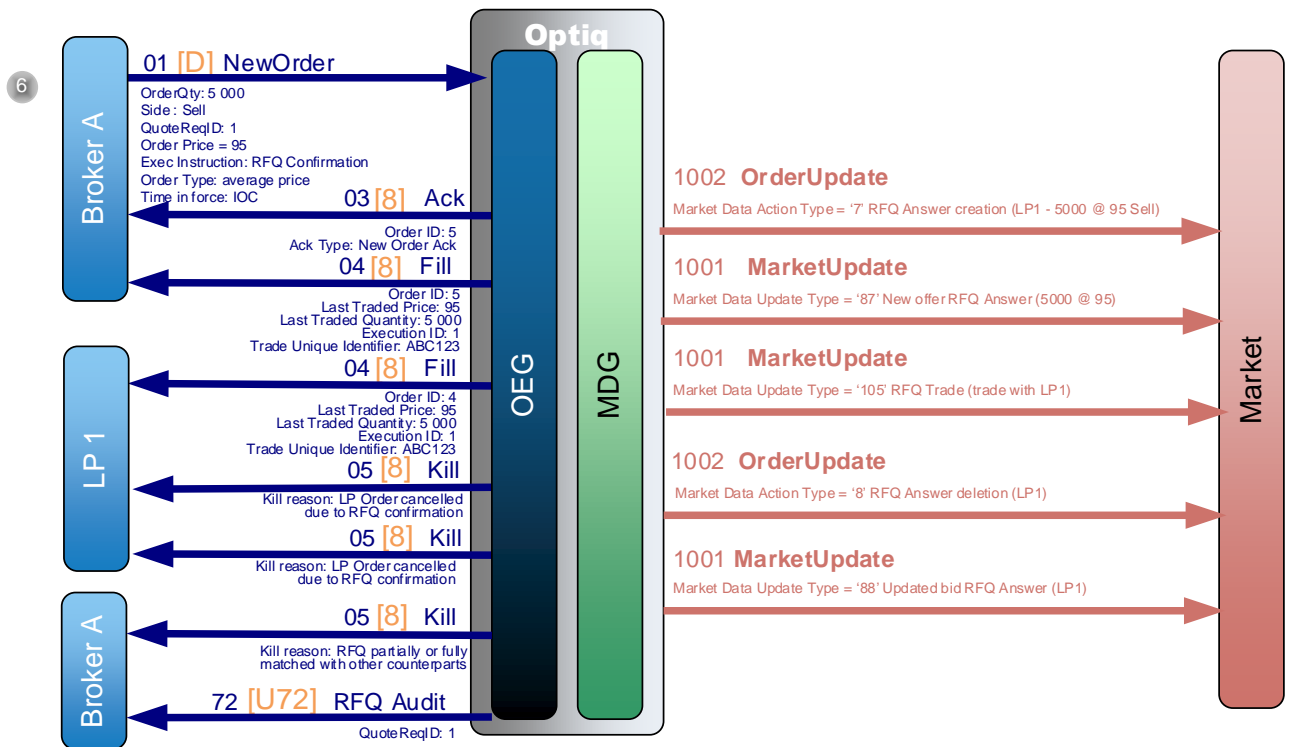 Optiq
6
Broker A
01 [D] NewOrder
OrderQty: 5 000
Side : Sell
QuoteReqID: 1
Order Price = 95
Exec Instruction: RFQ Confirmation
Order Type: average price
Time in force: IOC
03 [8] Ack
Order ID: 5
Ack Type: New Order Ack
04 [8] Fill
Order ID: 5
Last Traded Price: 95
Last Traded Quantity: 5 000
Execution ID: 1
Trade Unique Identifier: ABC123
LP 1
04 [8] Fill
Order ID: 4
Last Traded Price: 95
Last Traded Quantity: 5 000
Execution ID: 1
Trade Unique Identifier: ABC123
05 [8] Kill
Kill reason: LP Order cancelled
due to RFQ confirmation
05 [8] Kill
Kill reason: LP Order cancelled
due to RFQ confirmation
Broker A
05 [8] Kill
Kill reason: RFQ partially or fully
matched with other counterparts
72 [U72] RFQ Audit
QuoteReqID: 1
OEG
MDG
1002 OrderUpdate
Market Data Action Type = ‘7’ RFQ Answer creation (LP1 - 5000 @ 95 Sell)
1001 MarketUpdate
Market Data Update Type = ‘87’ New offer RFQ Answer (5000 @ 95)
1001 MarketUpdate
Market Data Update Type = ‘105’ RFQ Trade (trade with LP1)
1002 OrderUpdate
Market Data Action Type = ‘8’ RFQ Answer deletion (LP1)
1001 MarketUpdate
Market Data Update Type = ‘88’ Updated bid RFQ Answer (LP1)
Market